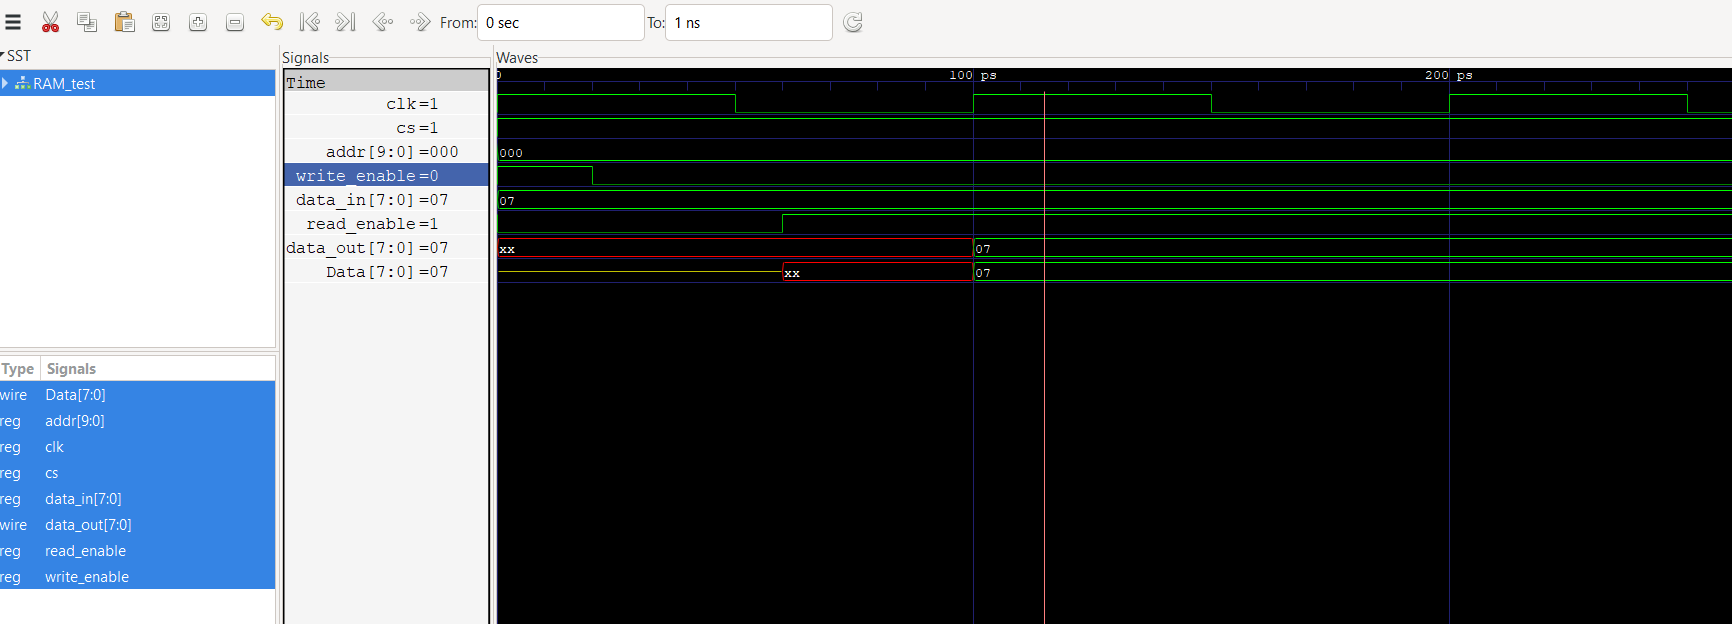 From: 0 sec To: 1 ns
SST
RAM_test
Type Signals
wire Data[7:0]
reg addr[9:0]
reg clk
reg cs
reg data_in[7:0]
wire data_out[7:0]
reg read_enable
reg write_enable
Signals
Time
clk=1
cs=1
addr[9:0]=000
write_enable=0
data_in[7:0]=07
read_enable=1
data_out[7:0]=07
Data[7:0]=07
Waves
0 100 ps 200 ps
000
07
xx 07
xx 07